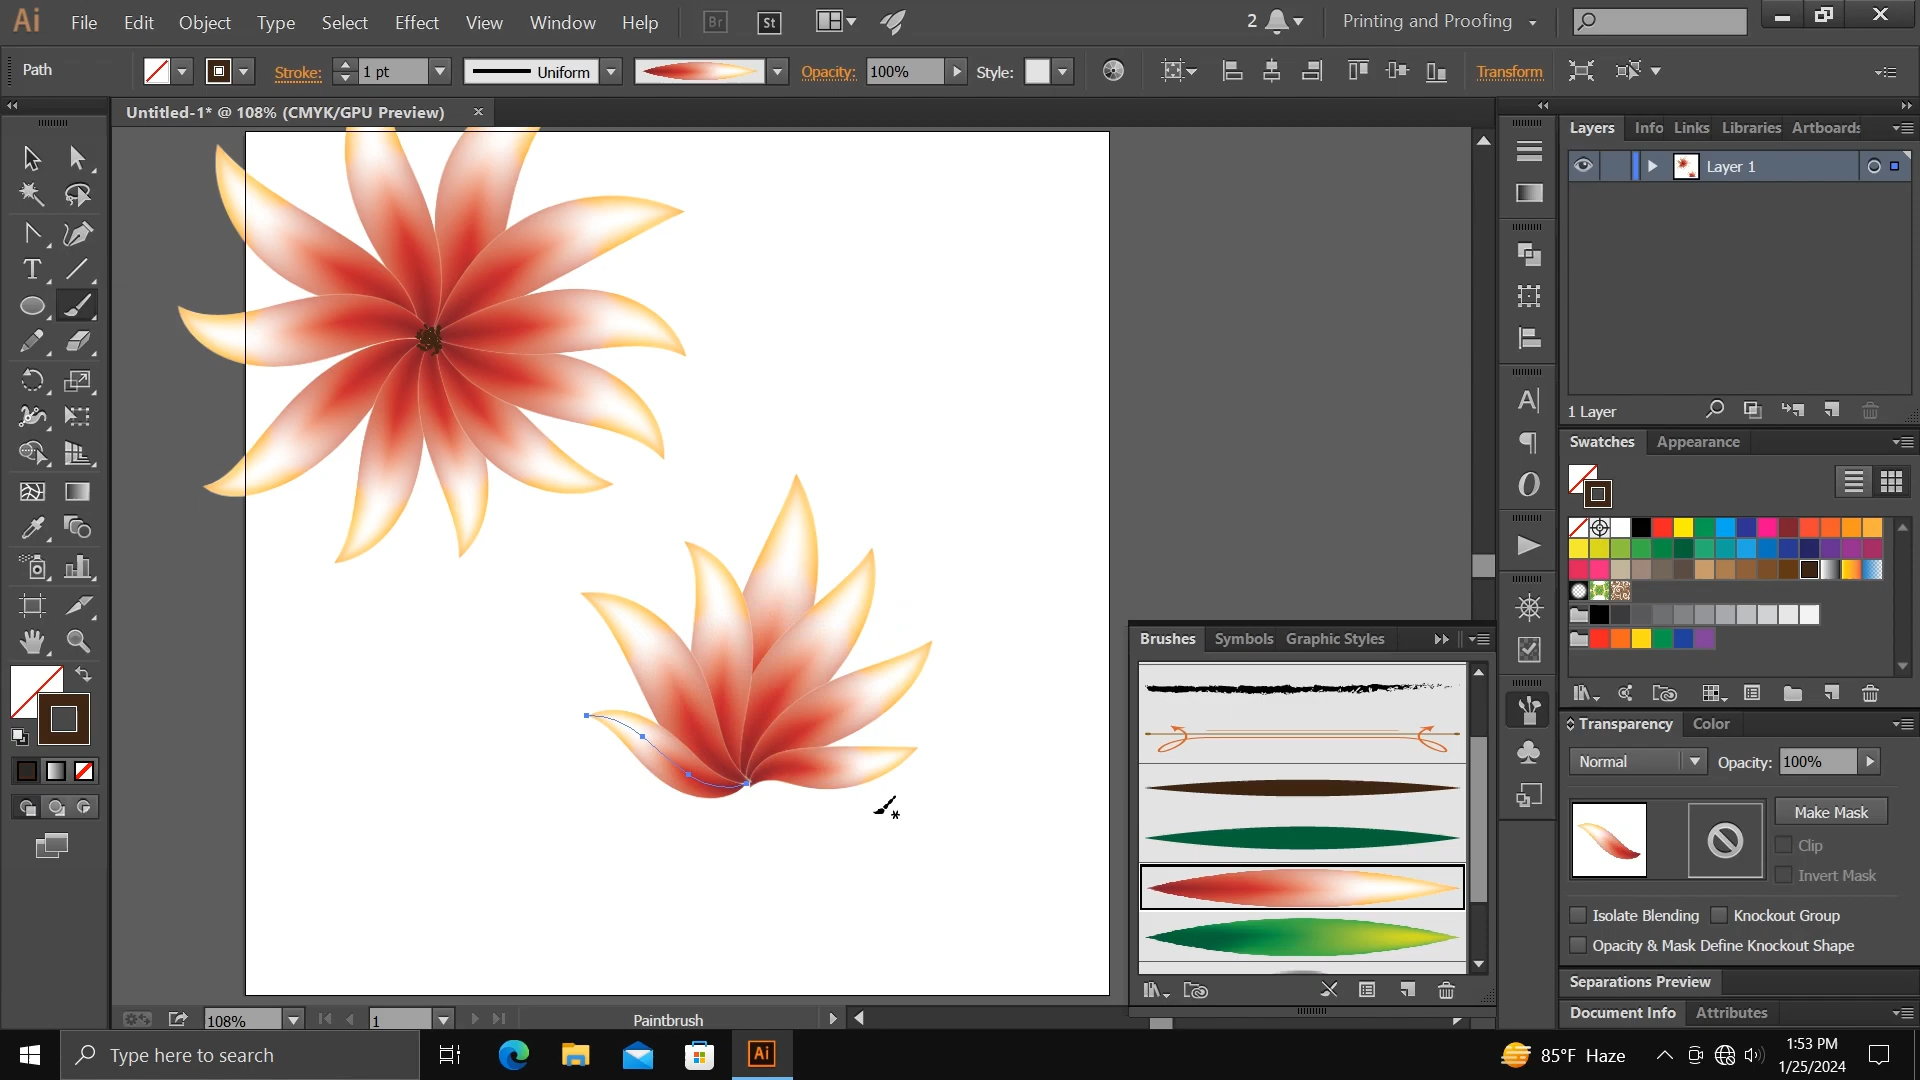 Ai File Edit Object Type Select Effect View Window Help Br St 2 Printing and Proofing
Path Stroke: 1 pt Uniform Opacity: 100% Style: Transform
Untitled-1* @ 108% (CMYK/GPU Preview)
Layers Info Links Libraries Artboards
Layer 1
1 Layer
Swatches Appearance
Brushes Symbols Graphic Styles
Transparency Color
Normal Opacity: 100%
Make Mask
Clip
Invert Mask
Isolate Blending Knockout Group
Opacity & Mask Define Knockout Shape
Separations Preview
Document Info Attributes
108% 1 Paintbrush
Type here to search Ai 85°F Haze 1:53 PM
1/25/2024